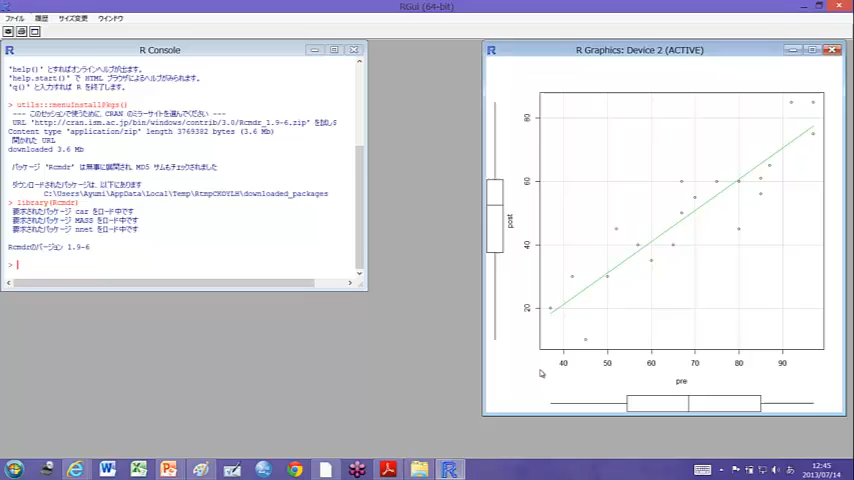 RGui (64-bit)
ファイル 履歴 サイズ変更 ウインドウ
R Console
'help()' とすればオンラインヘルプが出ます。
'help.start()' で HTML ブラウザによるヘルプがみられます。
'q()' と入力すれば R を終了します。
> utils:::menuInstallPkgs()
--- このセッションで使うために、CRAN のミラーサイトを選んでください ---
URL 'http://cran.ism.ac.jp/bin/windows/contrib/3.0/Rcmdr_1.9-6.zip' を試し$
Content type 'application/zip' length 3769382 bytes (3.6 Mb)
開かれた URL
downloaded 3.6 Mb
パッケージ 'Rcmdr' は無事に展開され、MD5 サムもチェックされました
ダウンロードされたパッケージは、以下にあります
C:\Users\Ayumi\AppData\Local\Temp\RtmpCKOYLH\downloaded_packages
> library(Rcmdr)
要求されたパッケージ car をロード中です
要求されたパッケージ MASS をロード中です
要求されたパッケージ nnet をロード中です
Rcmdrのバージョン 1.9-6
>
R Graphics: Device 2 (ACTIVE)
80
60
40
20
post
40 50 60 70 80 90
pre
あ
12:45
2013/07/14